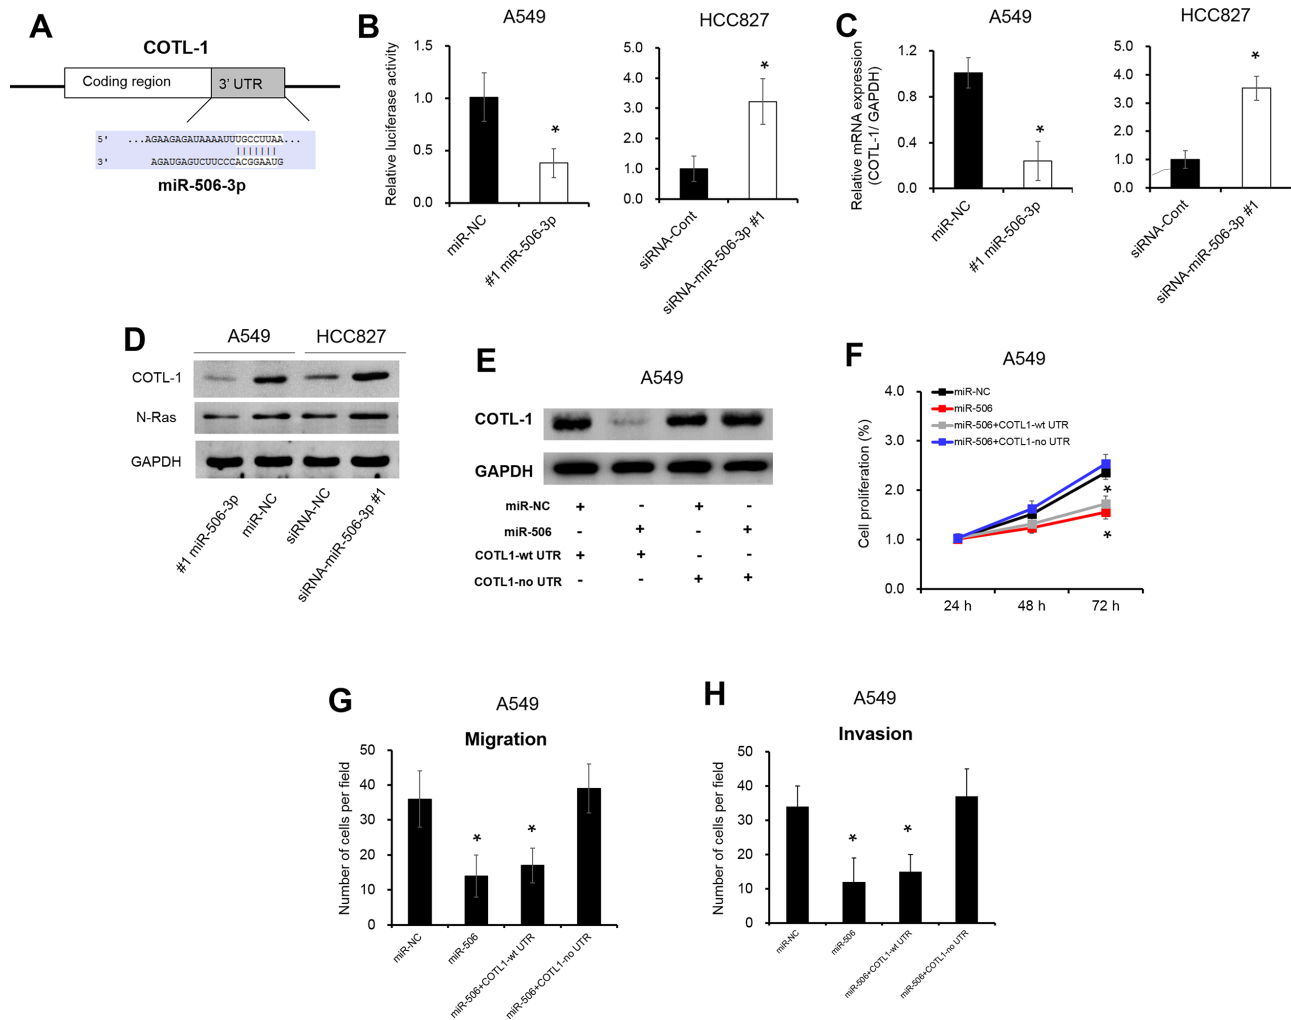 A
COTL-1
Coding region
3' UTR
5' ...AGAAGAGAUAAAAUUUGCCUUAA...
3' AGAUGAGUCUUCCCACGGAAUG
miR-506-3p
B
A549
Relative luciferase activity
1.5
1.0
0.5
0.0
*
miR-NC
#1 miR-506-3p
HCC827
5.0
4.0
3.0
2.0
1.0
0.0
*
siRNA-Cont
siRNA-miR-506-3p #1
C
A549
Relative mRNA expression
(COTL-1/ GAPDH)
1.2
0.8
0.4
0.0
*
miR-NC
#1 miR-506-3p
HCC827
5.0
4.0
3.0
2.0
1.0
0.0
*
siRNA-Cont
siRNA-miR-506-3p #1
D
A549
HCC827
COTL-1
N-Ras
GAPDH
#1 miR-506-3p
miR-NC
siRNA-NC
siRNA-miR-506-3p #1
E
A549
COTL-1
GAPDH
miR-NC + - + -
miR-506 - + - +
COTL1-wt UTR + + - -
COTL1-no UTR - - + +
F
A549
Cell proliferation (%)
4.0
3.0
2.0
1.0
0.0
miR-NC
miR-506
miR-506+COTL1-wt UTR
miR-506+COTL1-no UTR
*
*
24 h
48 h
72 h
G
A549
Migration
Number of cells per field
50
40
30
20
10
0
*
*
miR-NC
miR-506
miR-506+COTL1-wt UTR
miR-506+COTL1-no UTR
H
A549
Invasion
Number of cells per field
50
40
30
20
10
0
*
*
miR-NC
miR-506
miR-506+COTL1-wt UTR
miR-506+COTL1-no UTR